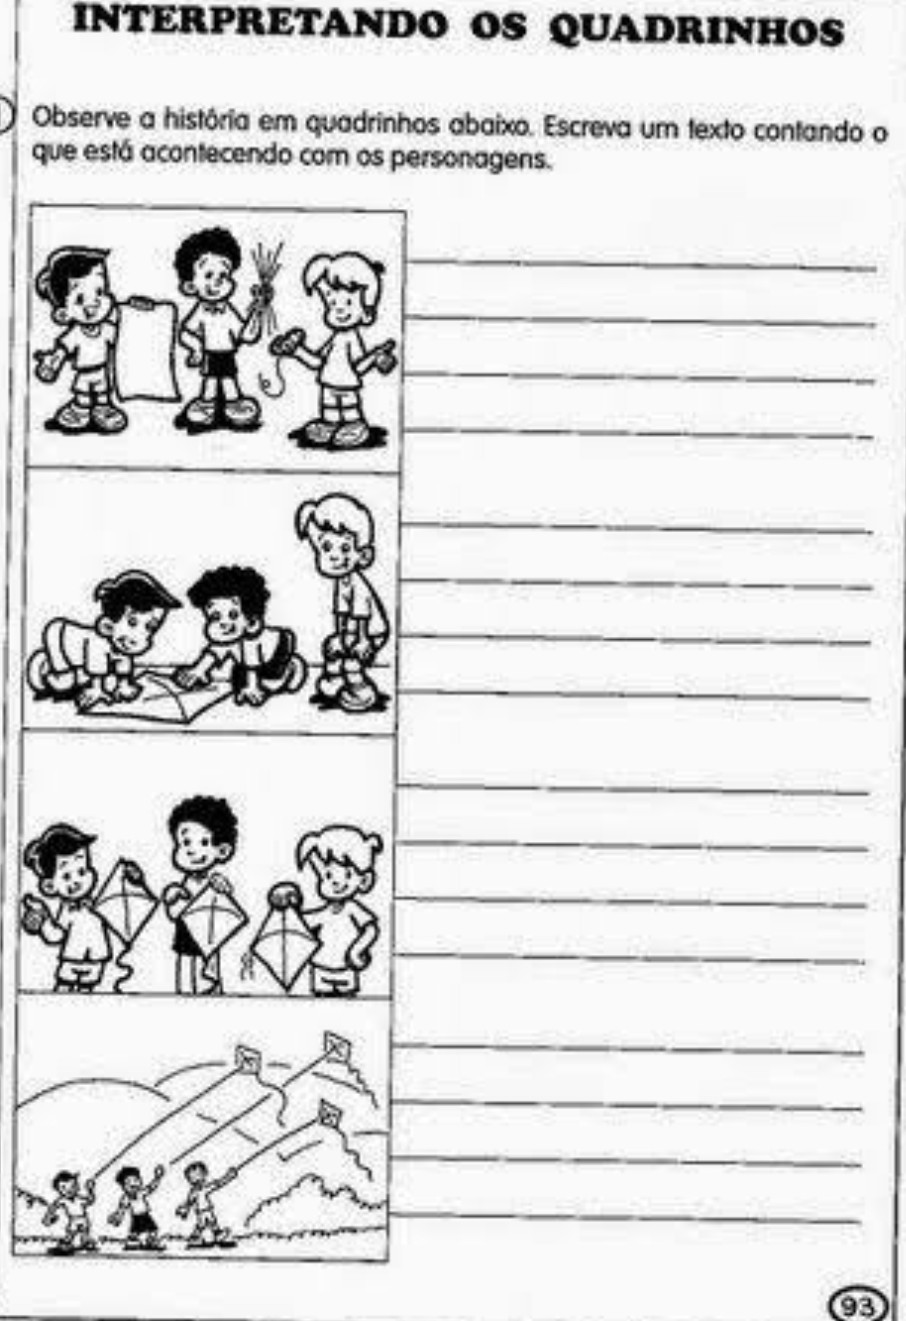 INTERPRETANDO OS QUADRINHOS
Observe a história em quadrinhos abaixo. Escreva um texto contando o
que está acontecendo com os personagens.
93